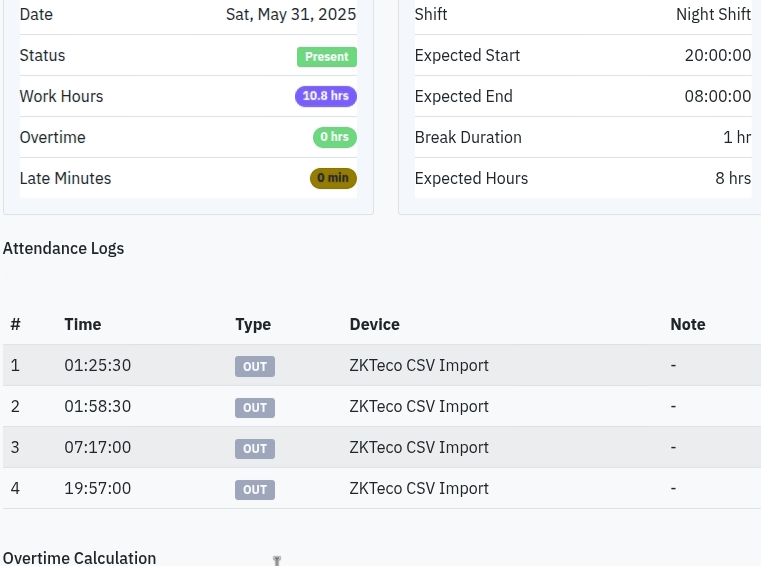 Date Sat, May 31, 2025
Status Present
Work Hours 10.8 hrs
Overtime 0 hrs
Late Minutes 0 min
Shift Night Shift
Expected Start 20:00:00
Expected End 08:00:00
Break Duration 1 hr
Expected Hours 8 hrs
Attendance Logs
# Time Type Device Note
1 01:25:30 OUT ZKTeco CSV Import -
2 01:58:30 OUT ZKTeco CSV Import -
3 07:17:00 OUT ZKTeco CSV Import -
4 19:57:00 OUT ZKTeco CSV Import -
Overtime Calculation